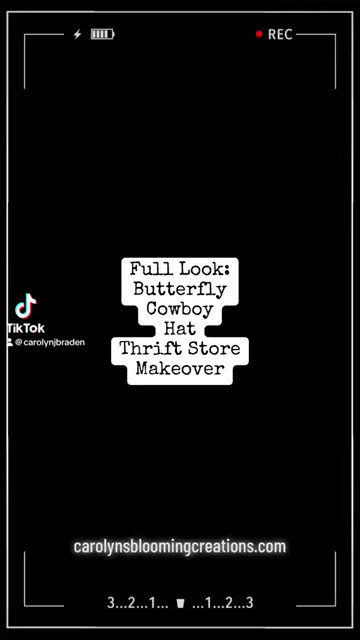 REC
Full Look:
Butterfly
Cowboy
Hat
Thrift Store
Makeover
TikTok
@carolynjbraden
carolynsbloomingcreations.com
3...2...1... ...1...2...3